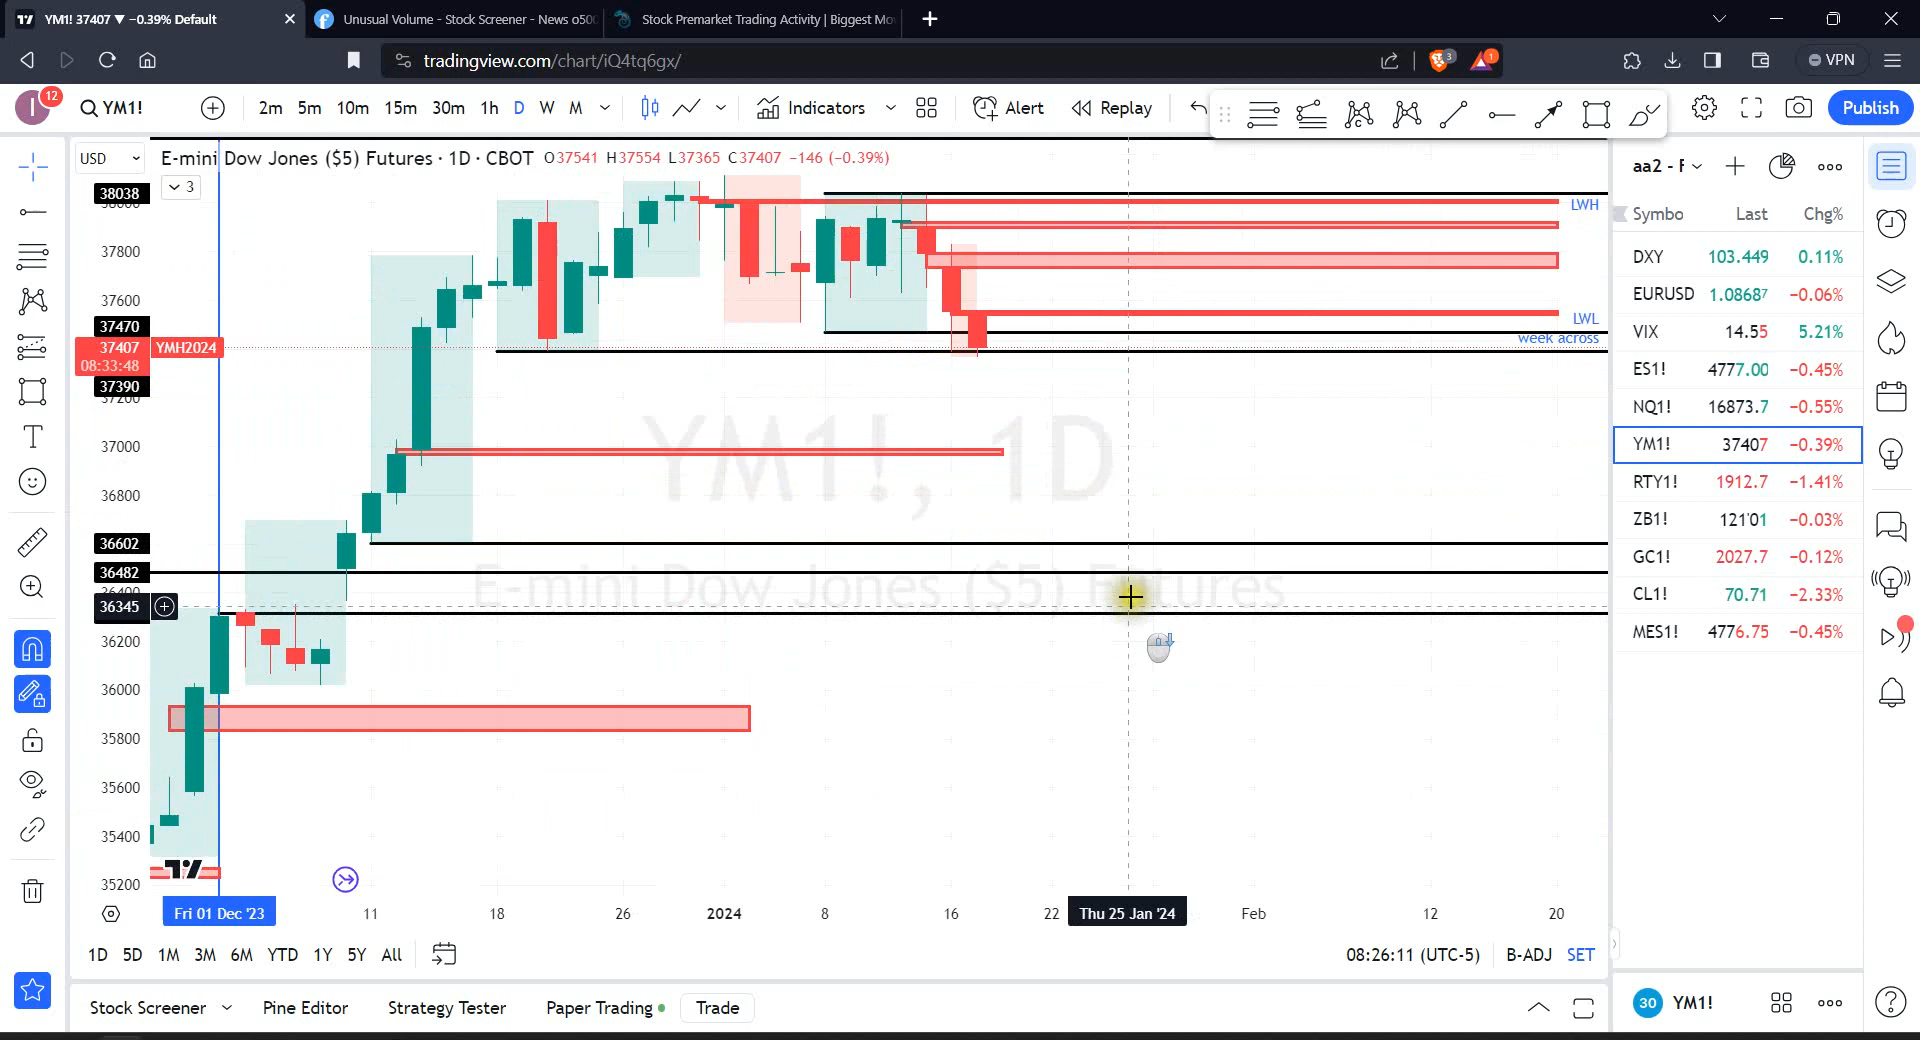 YM1! 37407 ▼ −0.39% Default
Unusual Volume - Stock Screener - News o500
Stock Premarket Trading Activity | Biggest Mo
tradingview.com/chart/iQ4tq6gx/
3
1
VPN
I
12
YM1!
2m 5m 10m 15m 30m 1h D W M
Indicators
Alert
Replay
Publish
USD
E-mini Dow Jones ($5) Futures · 1D · CBOT O37541 H37554 L37365 C37407 −146 (−0.39%)
3
38038
37800
37600
37470
37407
08:33:48
YMH2024
37390
37200
37000
36800
36602
36482
36400
36345
36200
36000
35800
35600
35400
35200
LWH
LWL
week across
YM1!, 1D
E-mini Dow Jones ($5) Futures
Fri 01 Dec '23
11
18
26
2024
8
16
22
Thu 25 Jan '24
Feb
12
20
1D 5D 1M 3M 6M YTD 1Y 5Y All
08:26:11 (UTC-5)
B-ADJ
SET
Stock Screener
Pine Editor
Strategy Tester
Paper Trading
Trade
aa2 - F
Symbo Last Chg%
DXY 103.449 0.11%
EURUSD 1.08687 −0.06%
VIX 14.55 5.21%
ES1! 4777.00 −0.45%
NQ1! 16873.7 −0.55%
YM1! 37407 −0.39%
RTY1! 1912.7 −1.41%
ZB1! 121'01 −0.03%
GC1! 2027.7 −0.12%
CL1! 70.71 −2.33%
MES1! 4776.75 −0.45%
30 YM1!